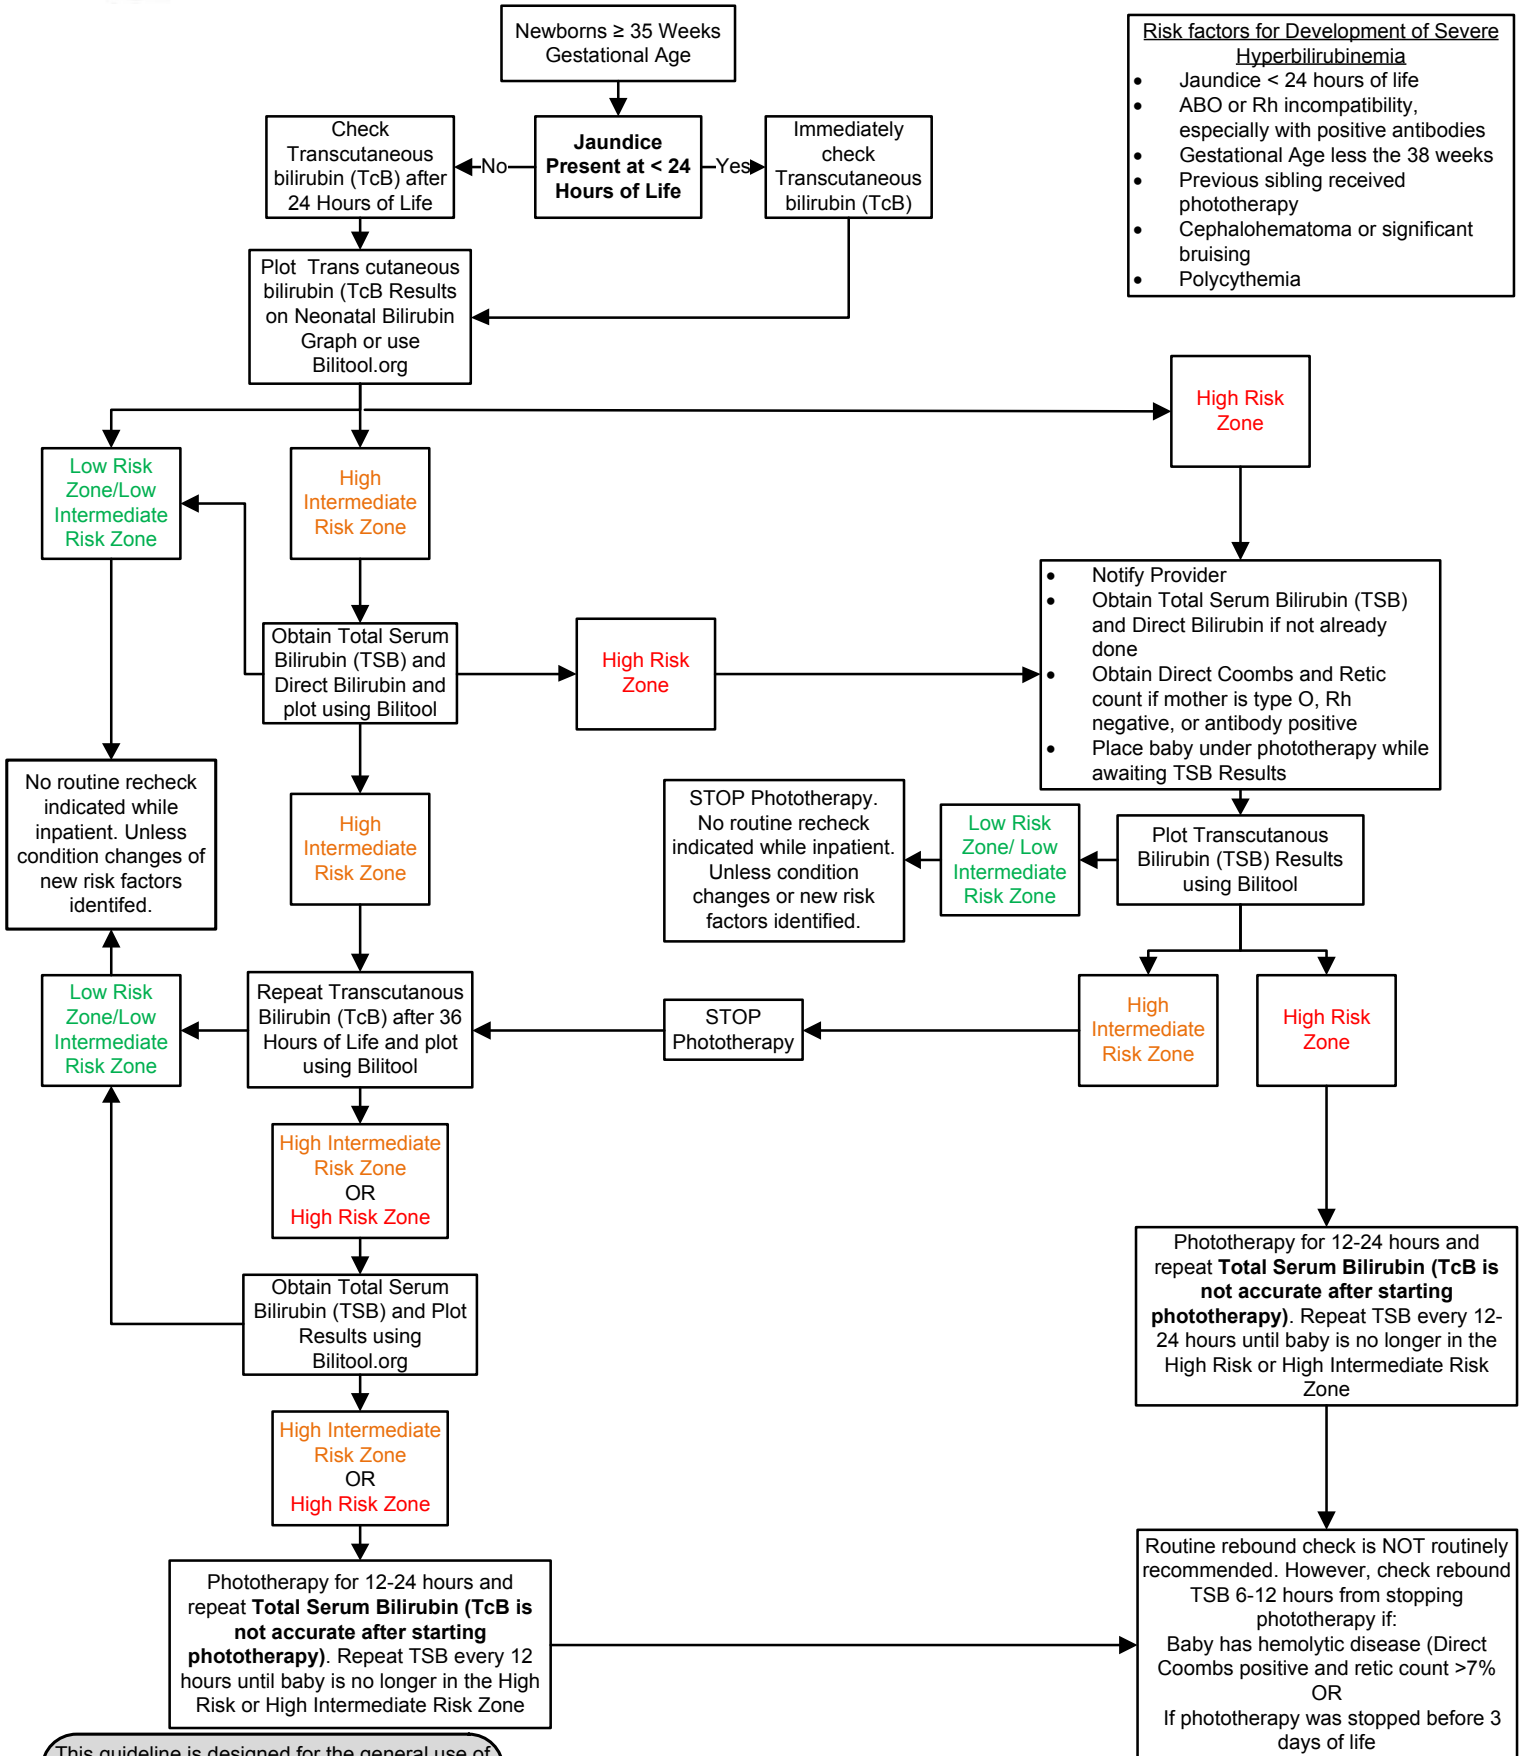 Newborns ≥ 35 Weeks
Gestational Age
Risk factors for Development of Severe
Hyperbilirubinemia
• Jaundice < 24 hours of life
• ABO or Rh incompatibility,
especially with positive antibodies
• Gestational Age less the 38 weeks
• Previous sibling received
phototherapy
• Cephalohematoma or significant
bruising
• Polycythemia
Check
Transcutaneous
bilirubin (TcB) after
24 Hours of Life
No
Jaundice
Present at < 24
Hours of Life
Yes
Immediately
check
Transcutaneous
bilirubin (TcB)
Plot Trans cutaneous
bilirubin (TcB Results
on Neonatal Bilirubin
Graph or use
Bilitool.org
High Risk
Zone
Low Risk
Zone/Low
Intermediate
Risk Zone
High
Intermediate
Risk Zone
Obtain Total Serum
Bilirubin (TSB) and
Direct Bilirubin and
plot using Bilitool
High Risk
Zone
• Notify Provider
• Obtain Total Serum Bilirubin (TSB)
and Direct Bilirubin if not already
done
• Obtain Direct Coombs and Retic
count if mother is type O, Rh
negative, or antibody positive
• Place baby under phototherapy while
awaiting TSB Results
No routine recheck
indicated while
inpatient. Unless
condition changes of
new risk factors
identifed.
High
Intermediate
Risk Zone
STOP Phototherapy.
No routine recheck
indicated while inpatient.
Unless condition
changes or new risk
factors identified.
Low Risk
Zone/ Low
Intermediate
Risk Zone
Plot Transcutanous
Bilirubin (TSB) Results
using Bilitool
Low Risk
Zone/Low
Intermediate
Risk Zone
Repeat Transcutanous
Bilirubin (TcB) after 36
Hours of Life and plot
using Bilitool
STOP
Phototherapy
High
Intermediate
Risk Zone
High Risk
Zone
High Intermediate
Risk Zone
OR
High Risk Zone
Obtain Total Serum
Bilirubin (TSB) and Plot
Results using
Bilitool.org
Phototherapy for 12-24 hours and
repeat Total Serum Bilirubin (TcB is
not accurate after starting
phototherapy). Repeat TSB every 12-
24 hours until baby is no longer in the
High Risk or High Intermediate Risk
Zone
High Intermediate
Risk Zone
OR
High Risk Zone
Phototherapy for 12-24 hours and
repeat Total Serum Bilirubin (TcB is
not accurate after starting
phototherapy). Repeat TSB every 12
hours until baby is no longer in the High
Risk or High Intermediate Risk Zone
Routine rebound check is NOT routinely
recommended. However, check rebound
TSB 6-12 hours from stopping
phototherapy if:
Baby has hemolytic disease (Direct
Coombs positive and retic count >7%
OR
If phototherapy was stopped before 3
days of life
This guideline is designed for the general use of